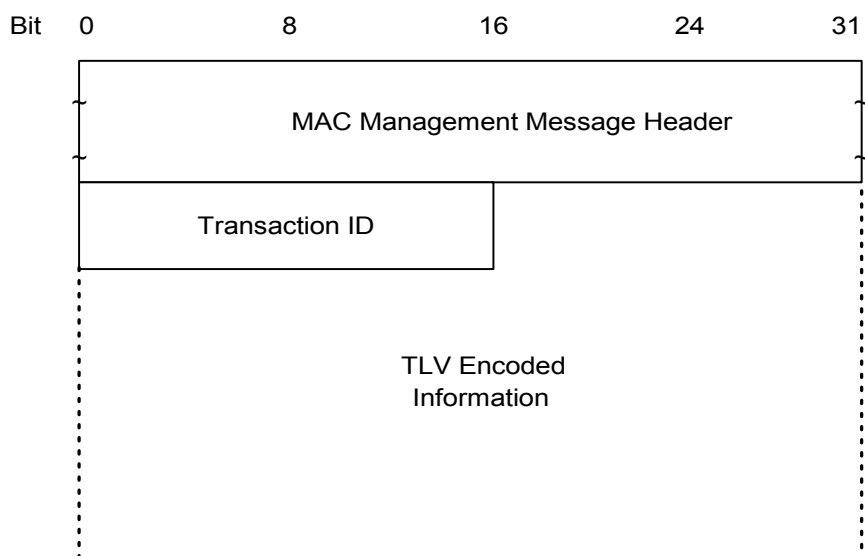 Bit 0 8 16 24 31
MAC Management Message Header
Transaction ID
TLV Encoded
Information